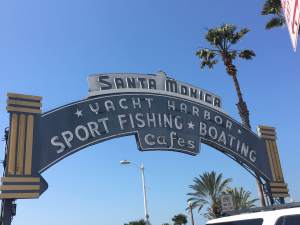 SANTA MONICA
★ YACHT HARBOR ★
SPORT FISHING ★ BOATING
Cafes